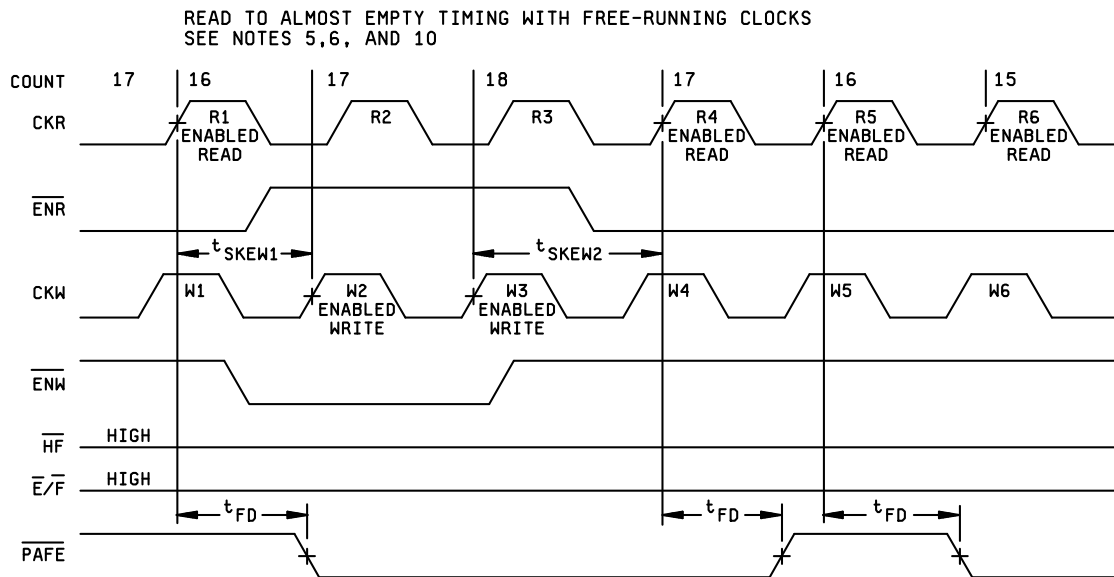 READ TO ALMOST EMPTY TIMING WITH FREE-RUNNING CLOCKS
SEE NOTES 5,6, AND 10
COUNT 17 16 17 18 17 16 15
CKR R1 R2 R3 R4 R5 R6
ENABLED ENABLED ENABLED ENABLED
READ READ READ READ
ENR
tSKEW1 tSKEW2
CKW W1 W2 W3 W4 W5 W6
ENABLED ENABLED
WRITE WRITE
ENW
HF HIGH
E/F HIGH
tFD tFD tFD
PAFE